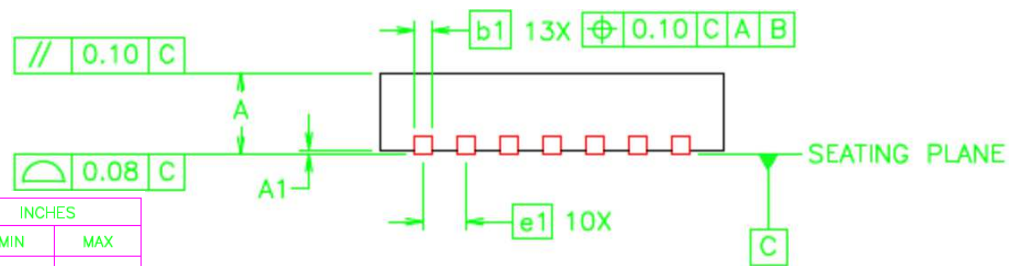 b1 13X ⌖ 0.10 C A B
// 0.10 C
A
SEATING PLANE
⌓ 0.08 C
A1
e1 10X
C
INCHES
MIN MAX